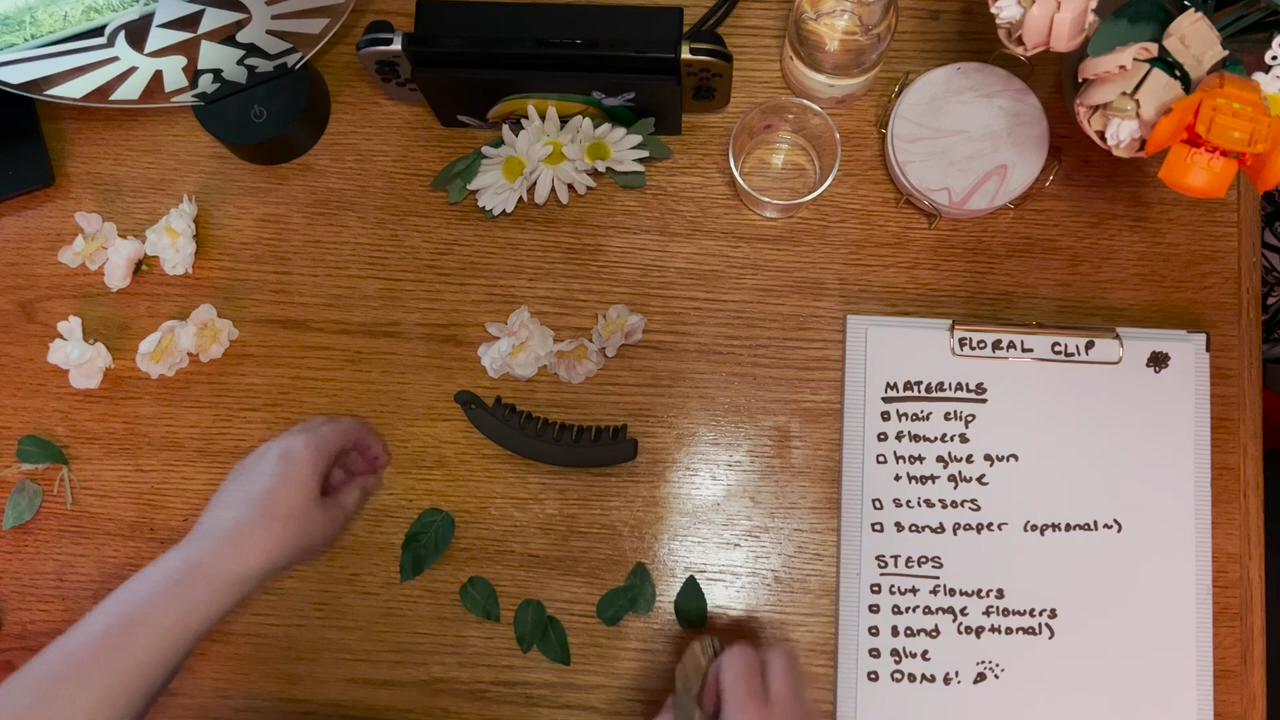 FLORAL CLIP
MATERIALS
hair clip
flowers
hot glue gun
+ hot glue
scissors
sand paper (optional~)
STEPS
cut flowers
arrange flowers
sand (optional)
glue
DONE!